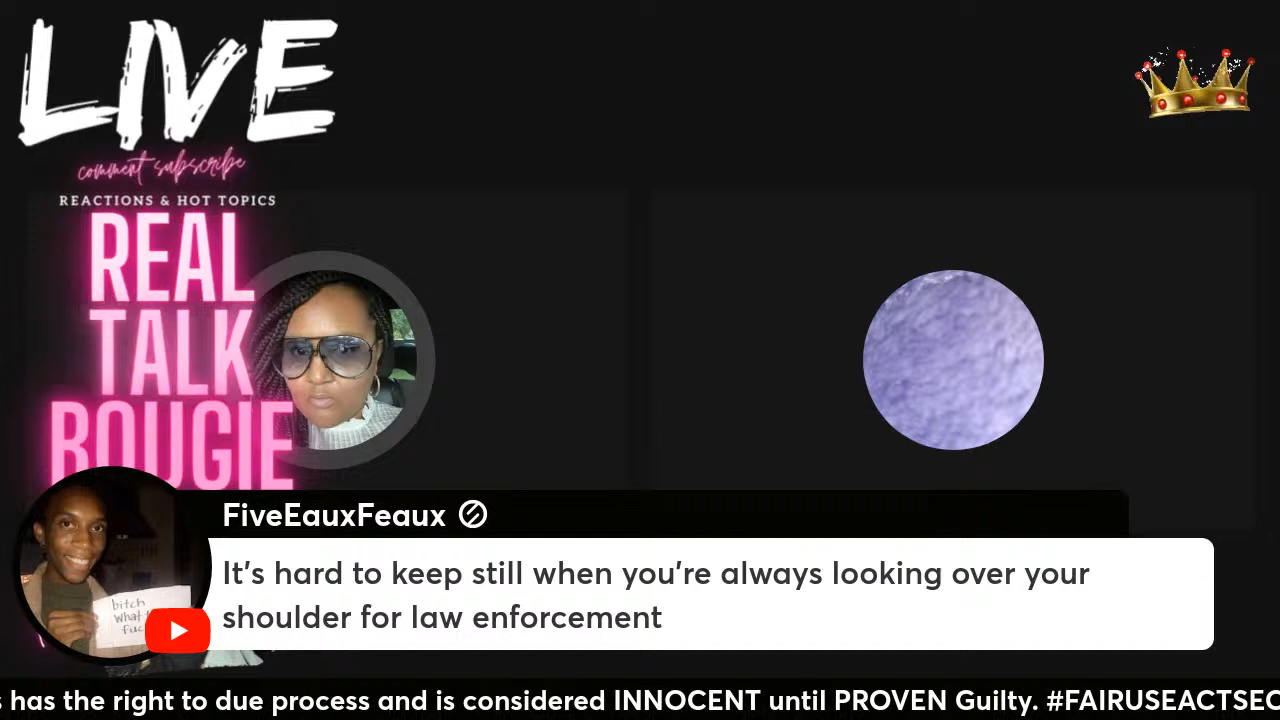 LIVE
comment subscribe
REACTIONS & HOT TOPICS
REAL
TALK
BOUGIE
FiveEauxFeaux
It's hard to keep still when you're always looking over your
shoulder for law enforcement
bitch
what
s has the right to due process and is considered INNOCENT until PROVEN Guilty. #FAIRUSEACTSEC